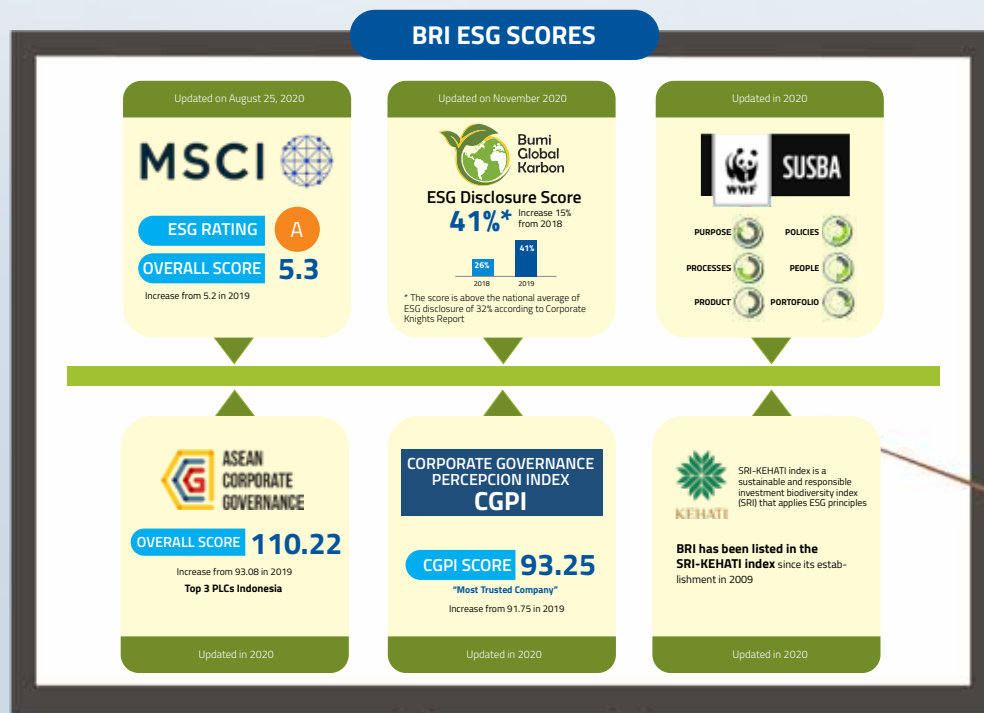 BRI ESG SCORES
Updated on August 25, 2020
MSCI
ESG RATING
A
OVERALL SCORE
5.3
Increase from 5.2 in 2019
Updated on November 2020
Bumi
Global
Karbon
ESG Disclosure Score
41%*
Increase 15%
from 2018
26%
41%
2018
2019
* The score is above the national average of
ESG disclosure of 32% according to Corporate
Knights Report
Updated in 2020
WWF
SUSBA
PURPOSE
POLICIES
PROCESSES
PEOPLE
PRODUCT
PORTOFOLIO
ASEAN
CORPORATE
GOVERNANCE
OVERALL SCORE
110.22
Increase from 93.08 in 2019
Top 3 PLCs Indonesia
Updated in 2020
CORPORATE GOVERNANCE
PERCEPCION INDEX
CGPI
CGPI SCORE
93.25
"Most Trusted Company"
Increase from 91.75 in 2019
Updated in 2020
KEHATI
SRI-KEHATI index is a
sustainable and responsible
investment biodiversity index
(SRI) that applies ESG principles
BRI has been listed in the
SRI-KEHATI index since its estab-
lishment in 2009
Updated in 2020